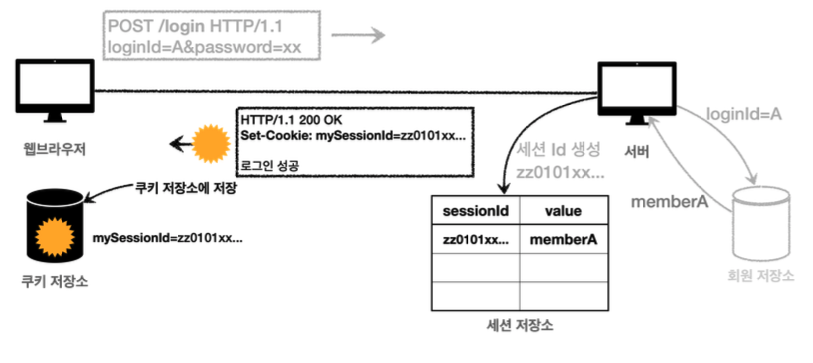 POST /login HTTP/1.1
loginId=A&password=xx
웹브라우저
HTTP/1.1 200 OK
Set-Cookie: mySessionId=zz0101xx...
로그인 성공
세션 Id 생성
zz0101xx...
서버
loginId=A
memberA
회원 저장소
쿠키 저장소에 저장
mySessionId=zz0101xx...
쿠키 저장소
sessionId value
zz0101xx... memberA
세션 저장소